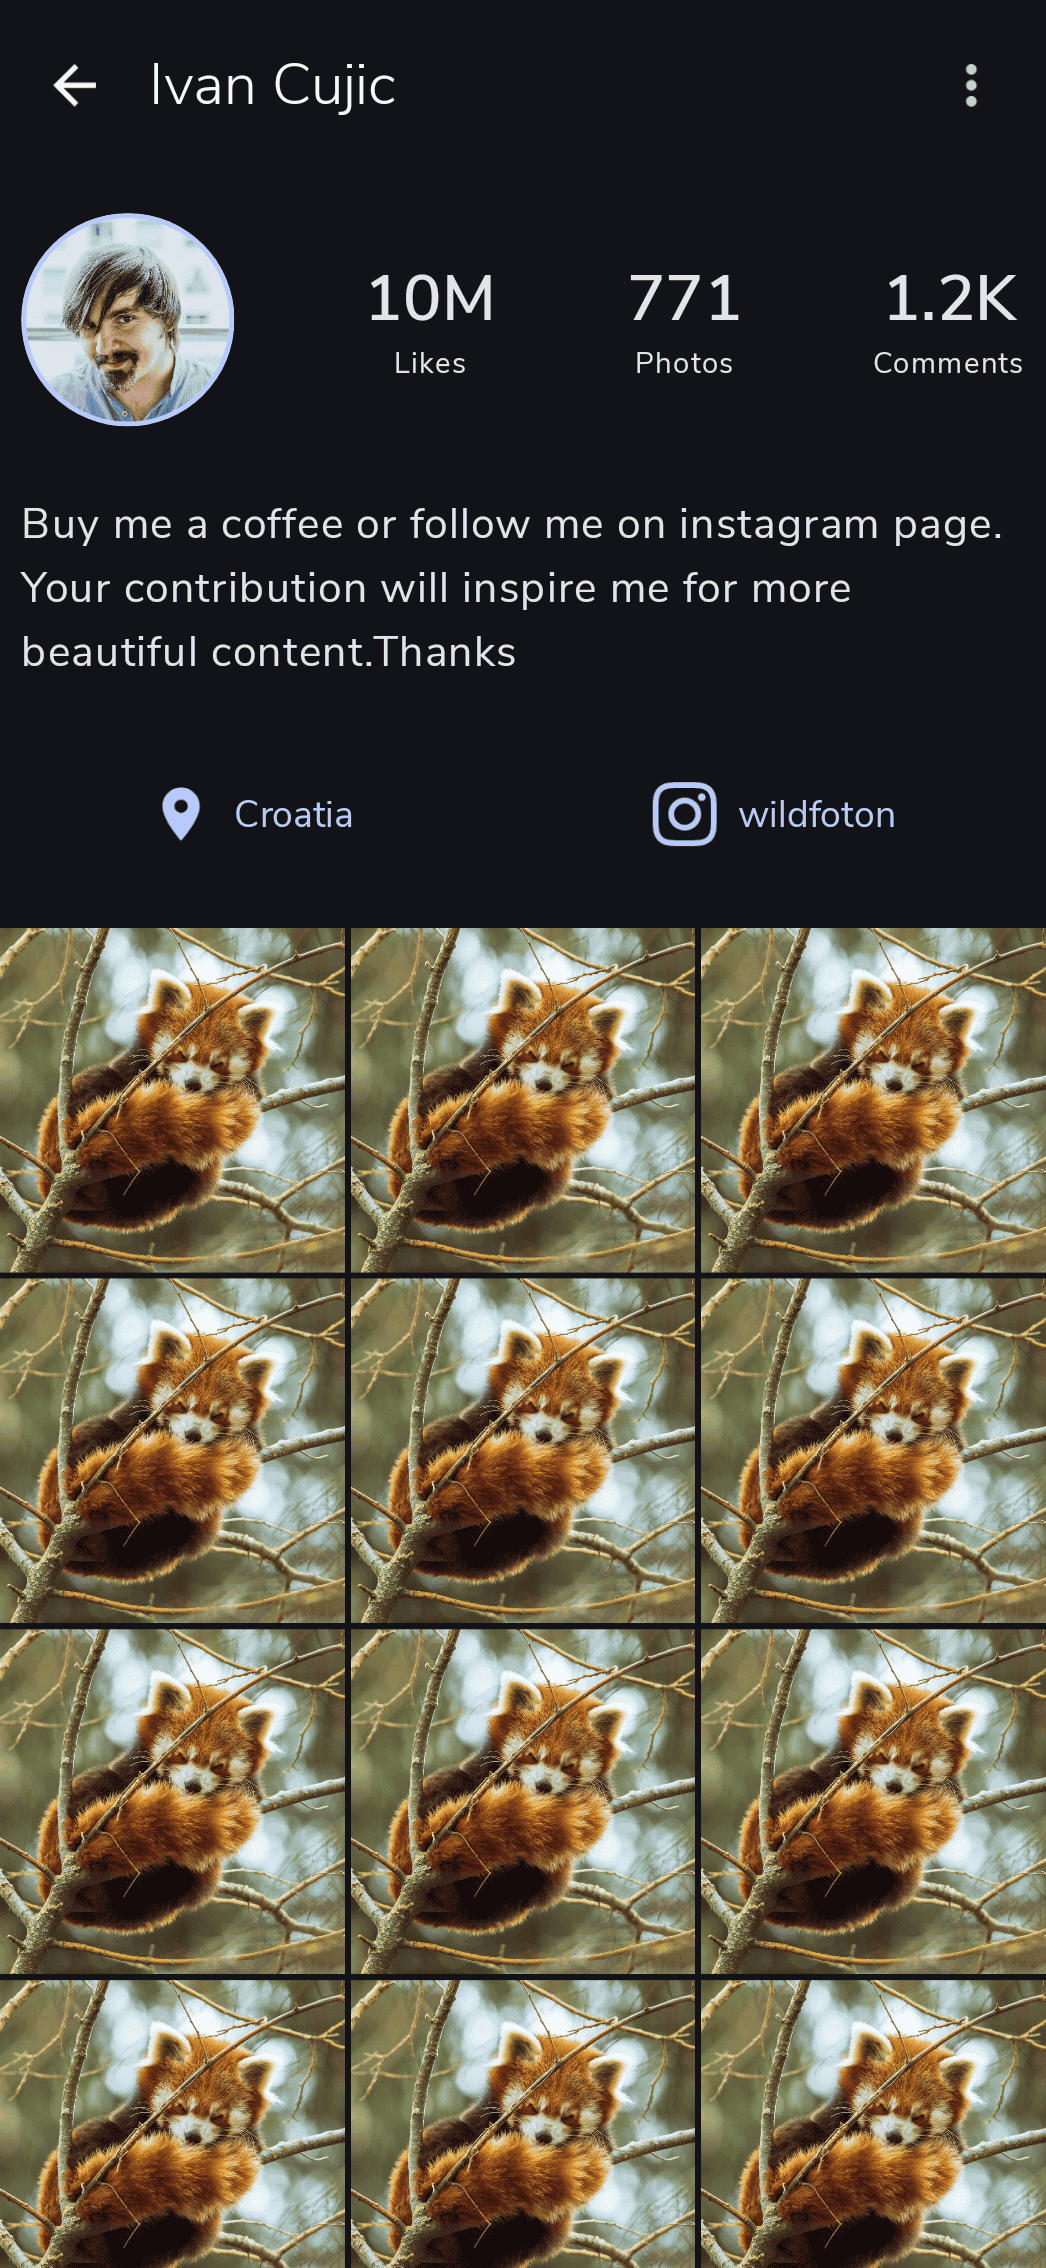 Ivan Cujic
10M 771 1.2K
Likes Photos Comments
Buy me a coffee or follow me on instagram page.
Your contribution will inspire me for more
beautiful content.Thanks
Croatia wildfoton